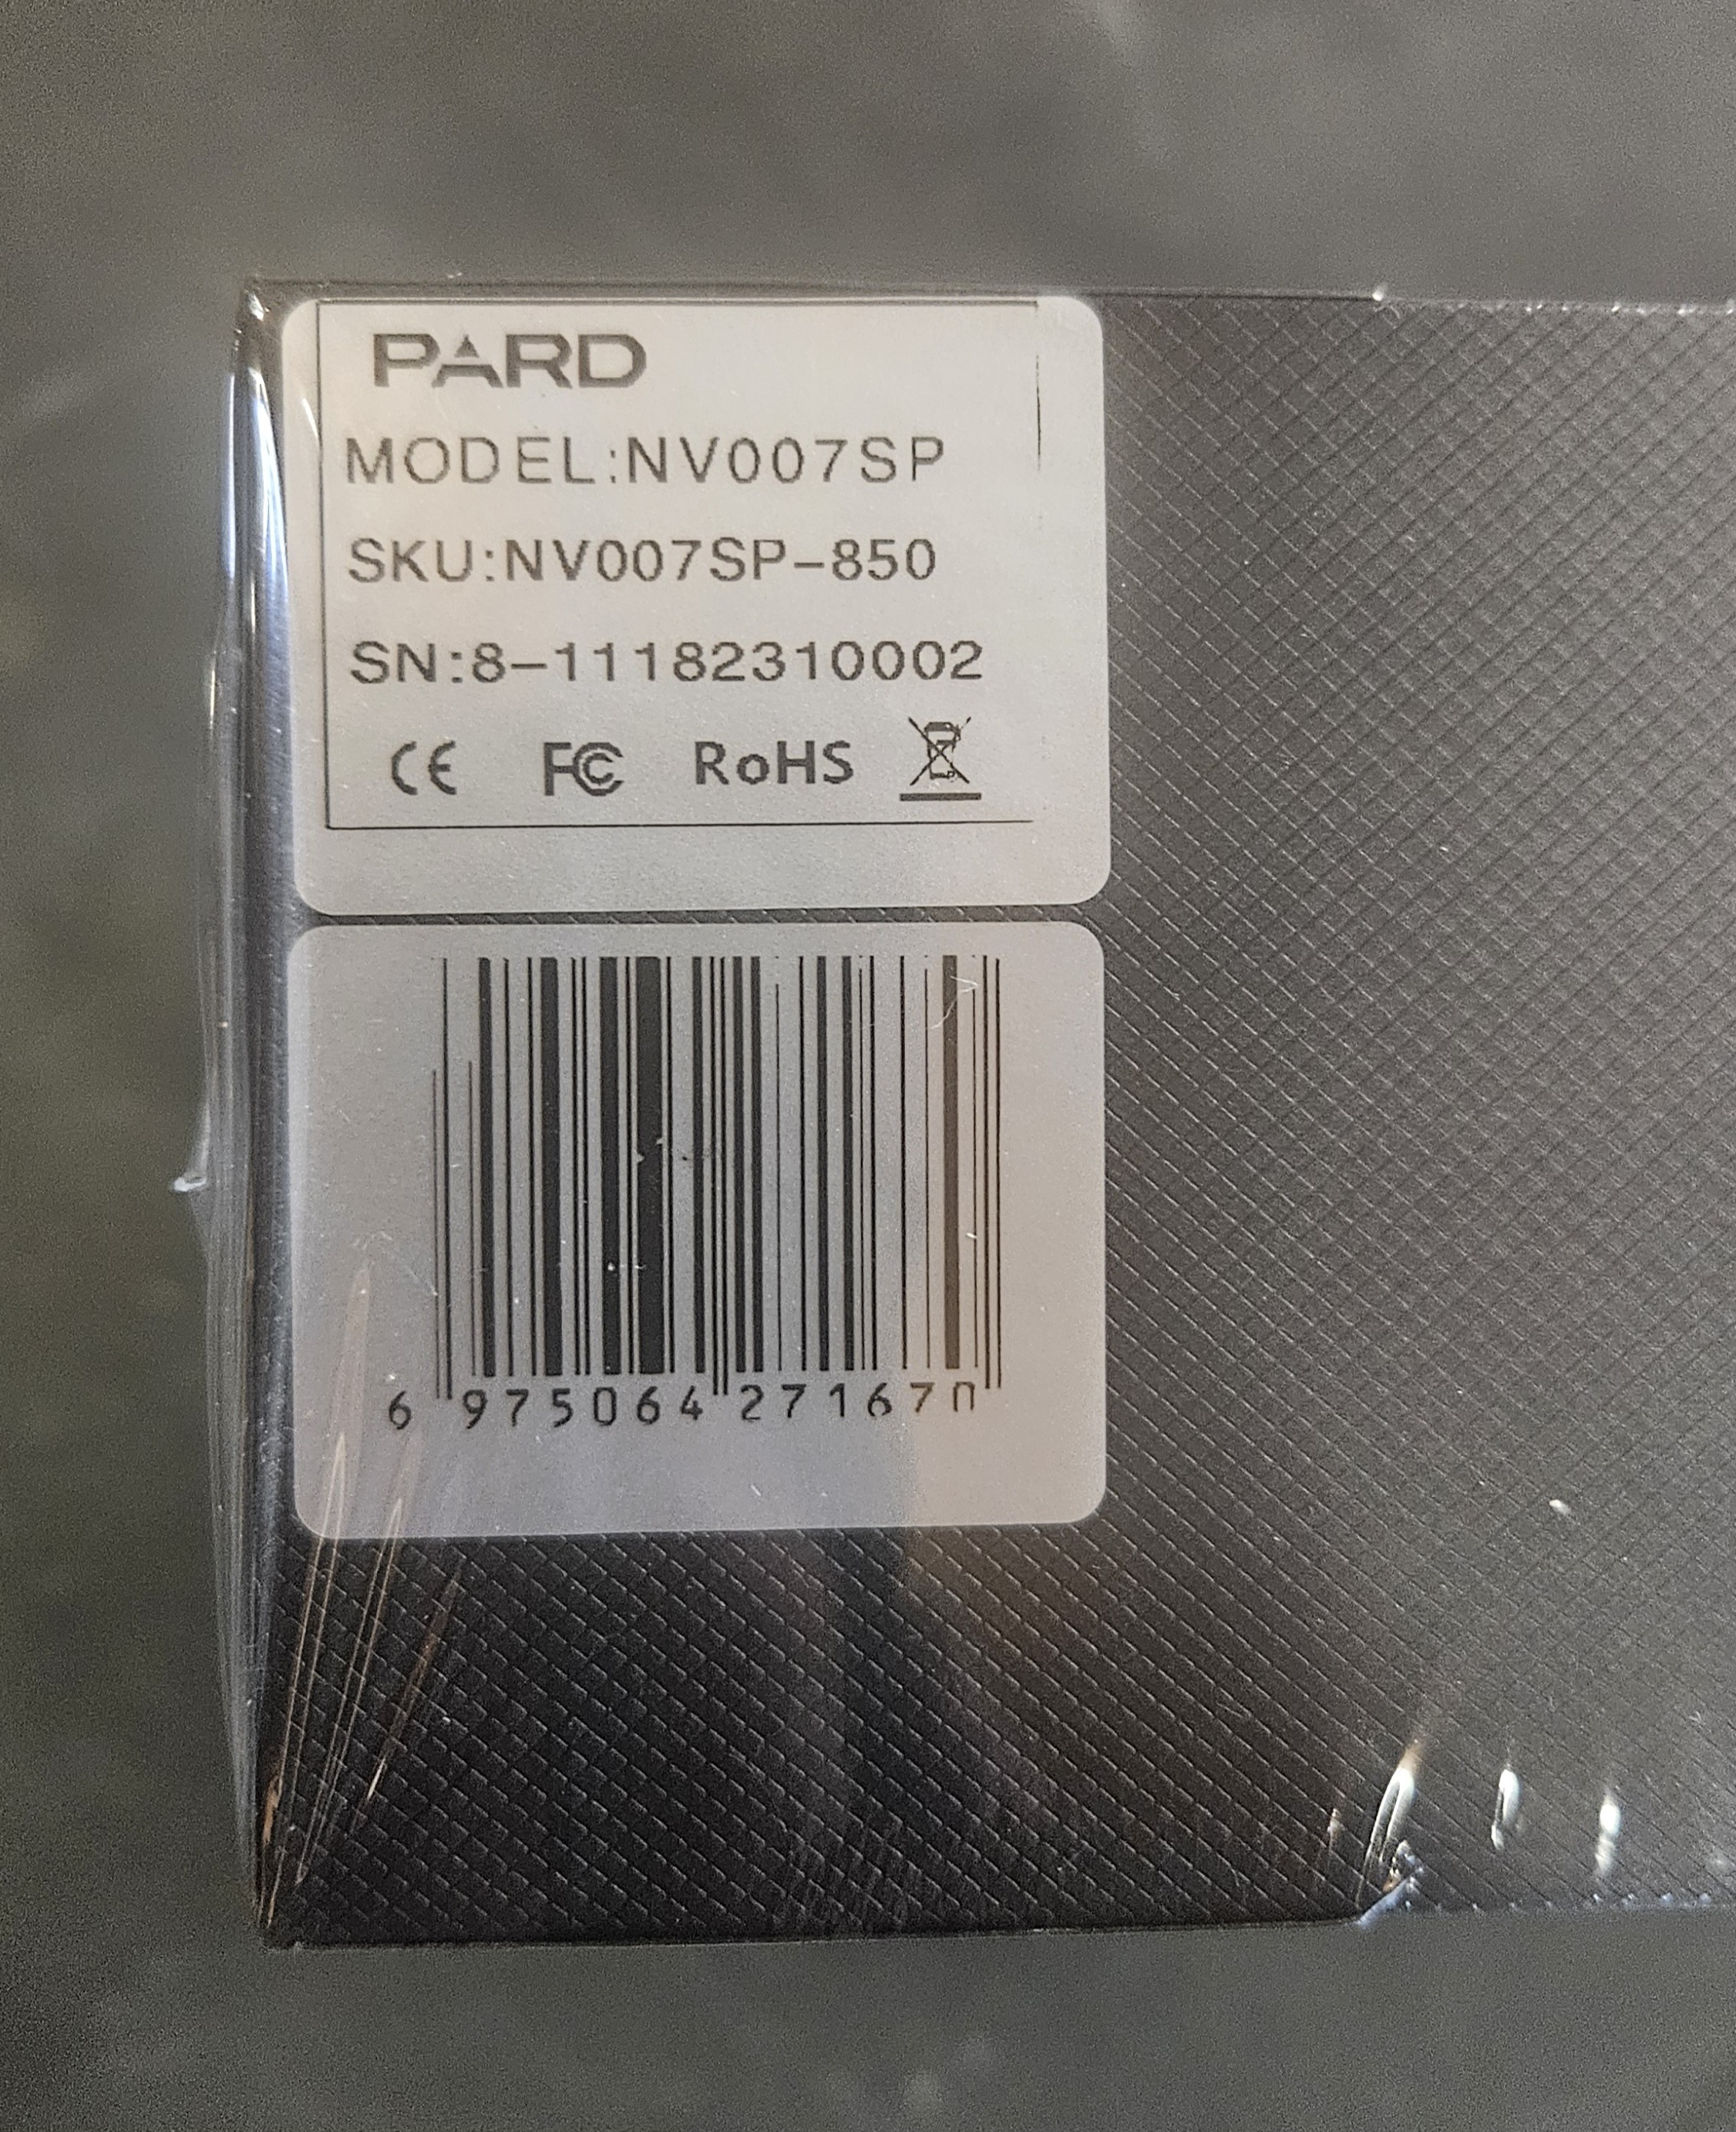 PARD
MODEL:NV007SP
SKU:NV007SP-850
SN:8-11182310002
CE FC RoHS
6 975064 271670